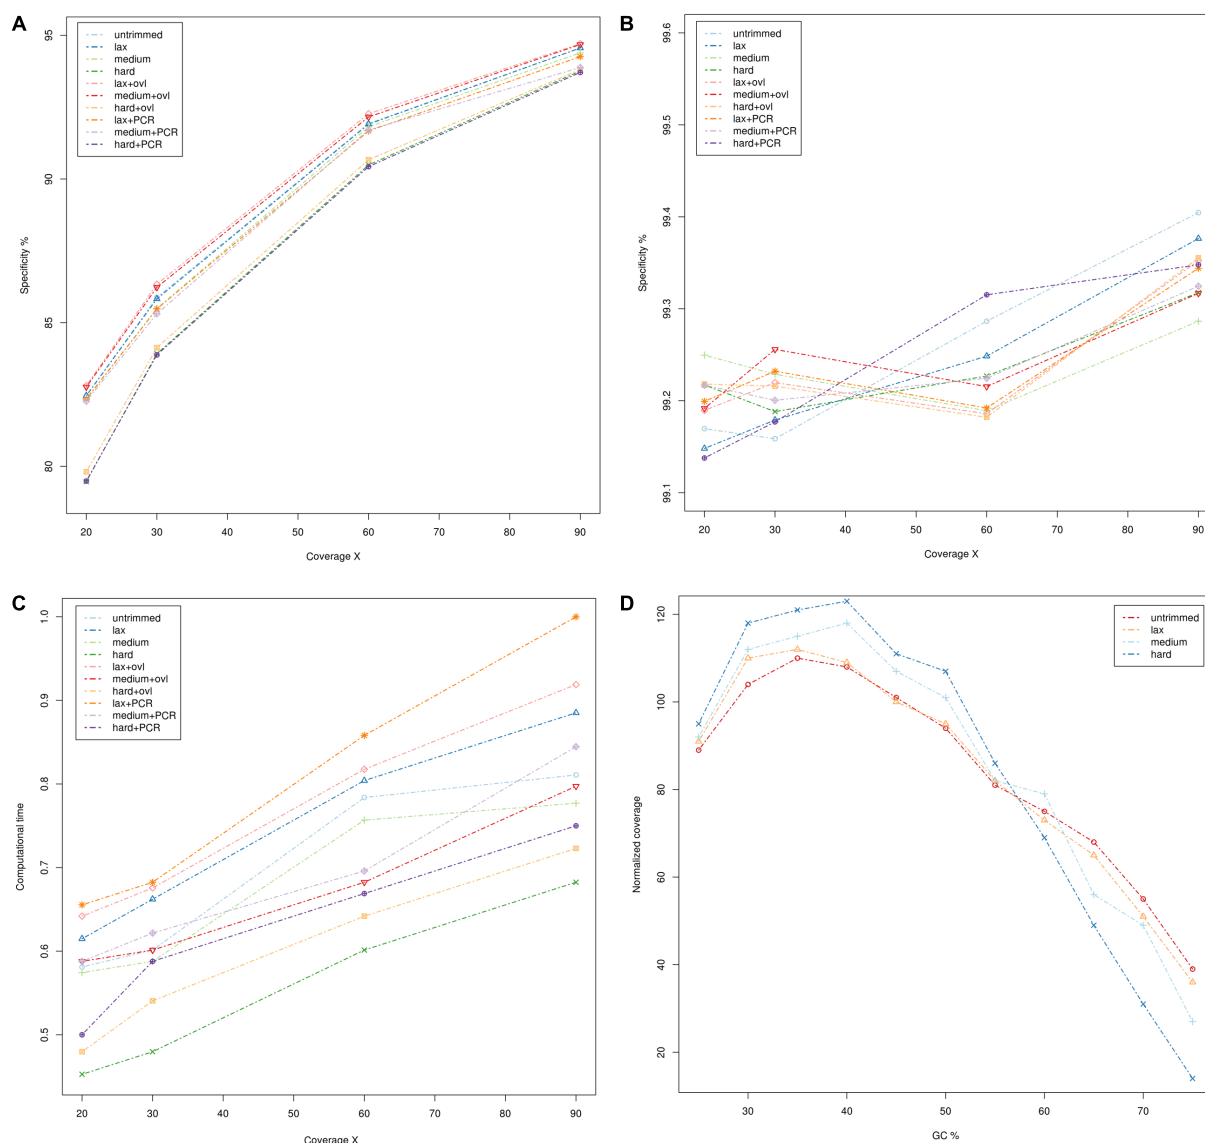 A
untrimmed
lax
medium
hard
lax+ovl
medium+ovl
hard+ovl
lax+PCR
medium+PCR
hard+PCR
Specificity %
95
90
85
80
20 30 40 50 60 70 80 90
Coverage X
B
untrimmed
lax
medium
hard
lax+ovl
medium+ovl
hard+ovl
lax+PCR
medium+PCR
hard+PCR
Specificity %
99.6
99.5
99.4
99.3
99.2
99.1
20 30 40 50 60 70 80 90
Coverage X
C
untrimmed
lax
medium
hard
lax+ovl
medium+ovl
hard+ovl
lax+PCR
medium+PCR
hard+PCR
Computational time
1.0
0.9
0.8
0.7
0.6
0.5
20 30 40 50 60 70 80 90
Coverage X
D
untrimmed
lax
medium
hard
Normalized coverage
120
100
80
60
40
20
30 40 50 60 70
GC %